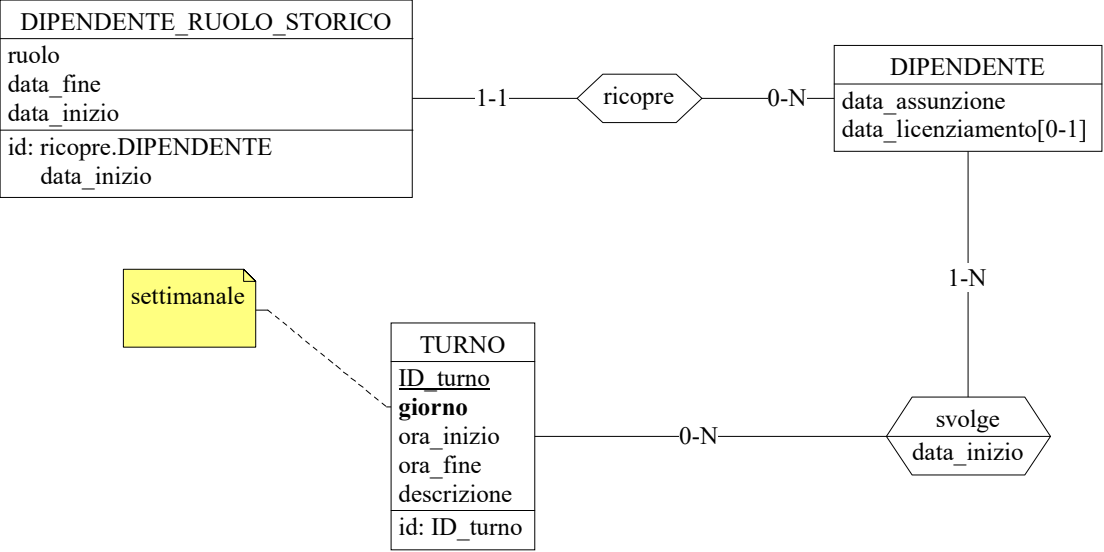 DIPENDENTE_RUOLO_STORICO
ruolo
data_fine
data_inizio
id: ricopre.DIPENDENTE
data_inizio
1-1
ricopre
0-N
DIPENDENTE
data_assunzione
data_licenziamento[0-1]
1-N
settimanale
TURNO
ID_turno
giorno
ora_inizio
ora_fine
descrizione
id: ID_turno
0-N
svolge
data_inizio